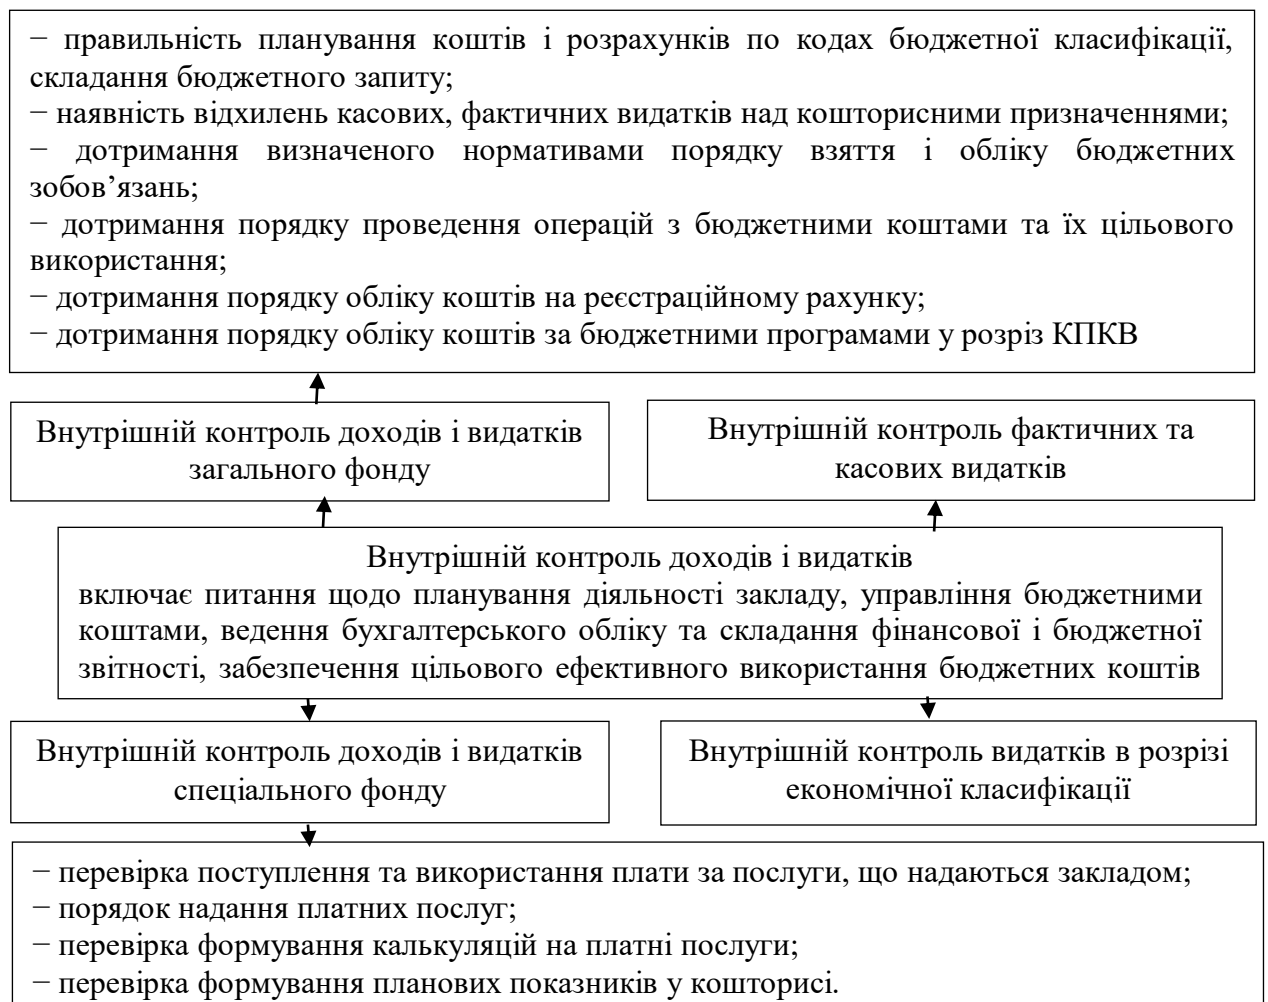 − правильність планування коштів і розрахунків по кодах бюджетної класифікації,
складання бюджетного запиту;
− наявність відхилень касових, фактичних видатків над кошторисними призначеннями;
− дотримання визначеного нормативами порядку взяття і обліку бюджетних
зобов’язань;
− дотримання порядку проведення операцій з бюджетними коштами та їх цільового
використання;
− дотримання порядку обліку коштів на реєстраційному рахунку;
− дотримання порядку обліку коштів за бюджетними програмами у розріз КПКВ
Внутрішній контроль доходів і видатків
загального фонду
Внутрішній контроль фактичних та
касових видатків
Внутрішній контроль доходів і видатків
включає питання щодо планування діяльності закладу, управління бюджетними
коштами, ведення бухгалтерського обліку та складання фінансової і бюджетної
звітності, забезпечення цільового ефективного використання бюджетних коштів
Внутрішній контроль доходів і видатків
спеціального фонду
Внутрішній контроль видатків в розрізі
економічної класифікації
− перевірка поступлення та використання плати за послуги, що надаються закладом;
− порядок надання платних послуг;
− перевірка формування калькуляцій на платні послуги;
− перевірка формування планових показників у кошторисі.